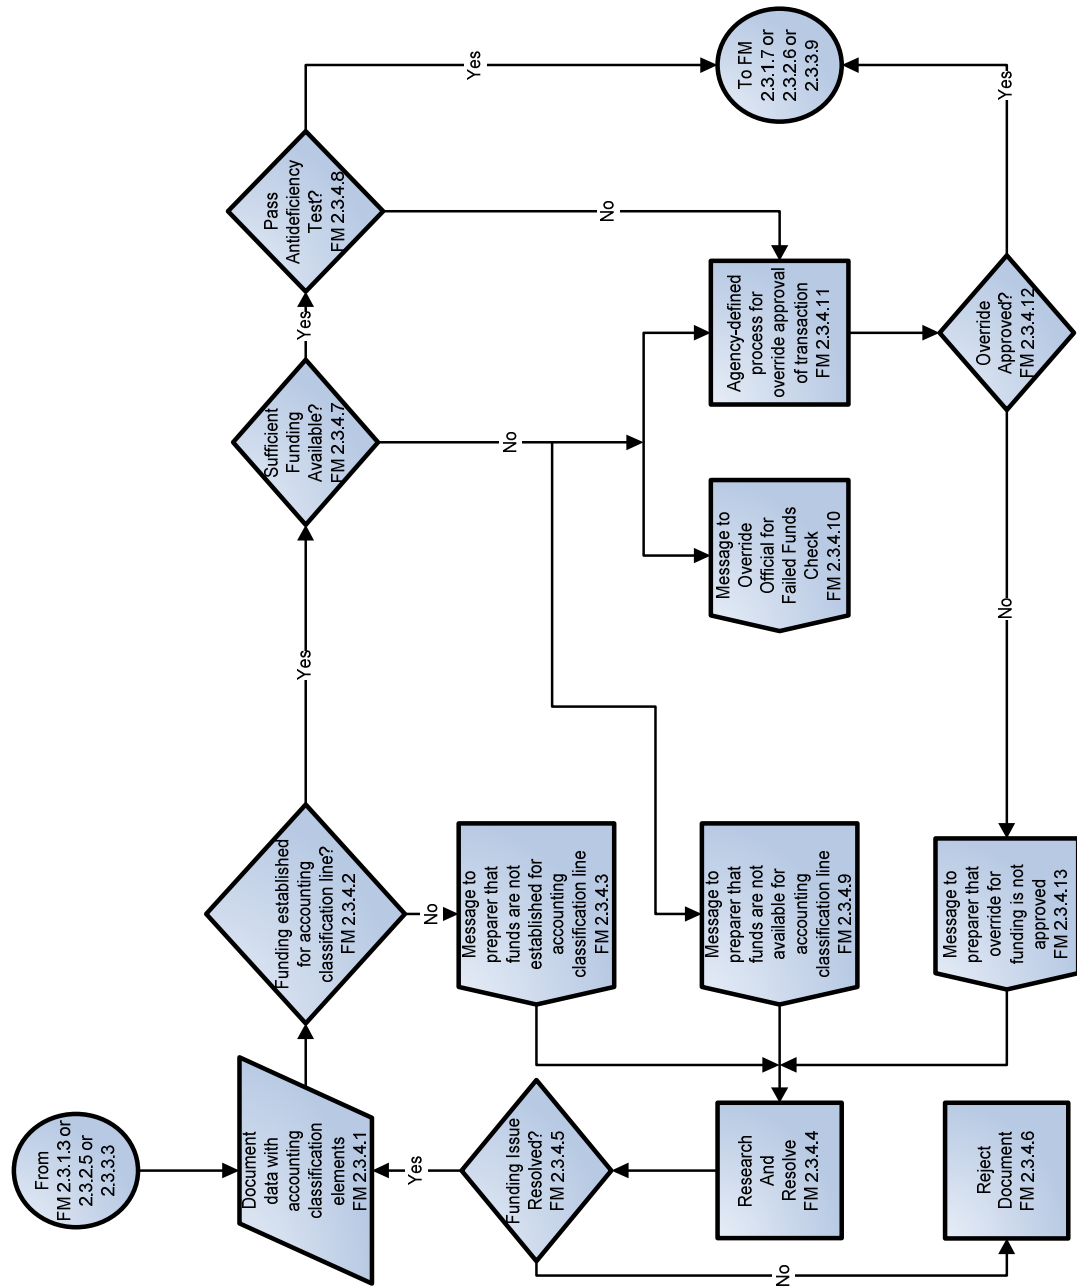 From
FM 2.3.1.3 or
2.3.2.5 or
2.3.3.3
Document
data with
accounting
classification
elements
FM 2.3.4.1
Funding established
for accounting
classification line?
FM 2.3.4.2
Yes
Sufficient
Funding
Available?
FM 2.3.4.7
Yes
Pass
Antideficiency
Test?
FM 2.3.4.8
Yes
To FM
2.3.1.7 or
2.3.2.6 or
2.3.3.9
No
Message to
preparer that
funds are not
established for
accounting
classification line
FM 2.3.4.3
No
No
Yes
Funding Issue
Resolved?
FM 2.3.4.5
Research
And
Resolve
FM 2.3.4.4
Message to
preparer that
funds are not
available for
accounting
classification line
FM 2.3.4.9
Message to
Override
Official for
Failed Funds
Check
FM 2.3.4.10
Agency-defined
process for
override approval
of transaction
FM 2.3.4.11
No
Reject
Document
FM 2.3.4.6
Message to
preparer that
override for
funding is not
approved
FM 2.3.4.13
No
Override
Approved?
FM 2.3.4.12
Yes